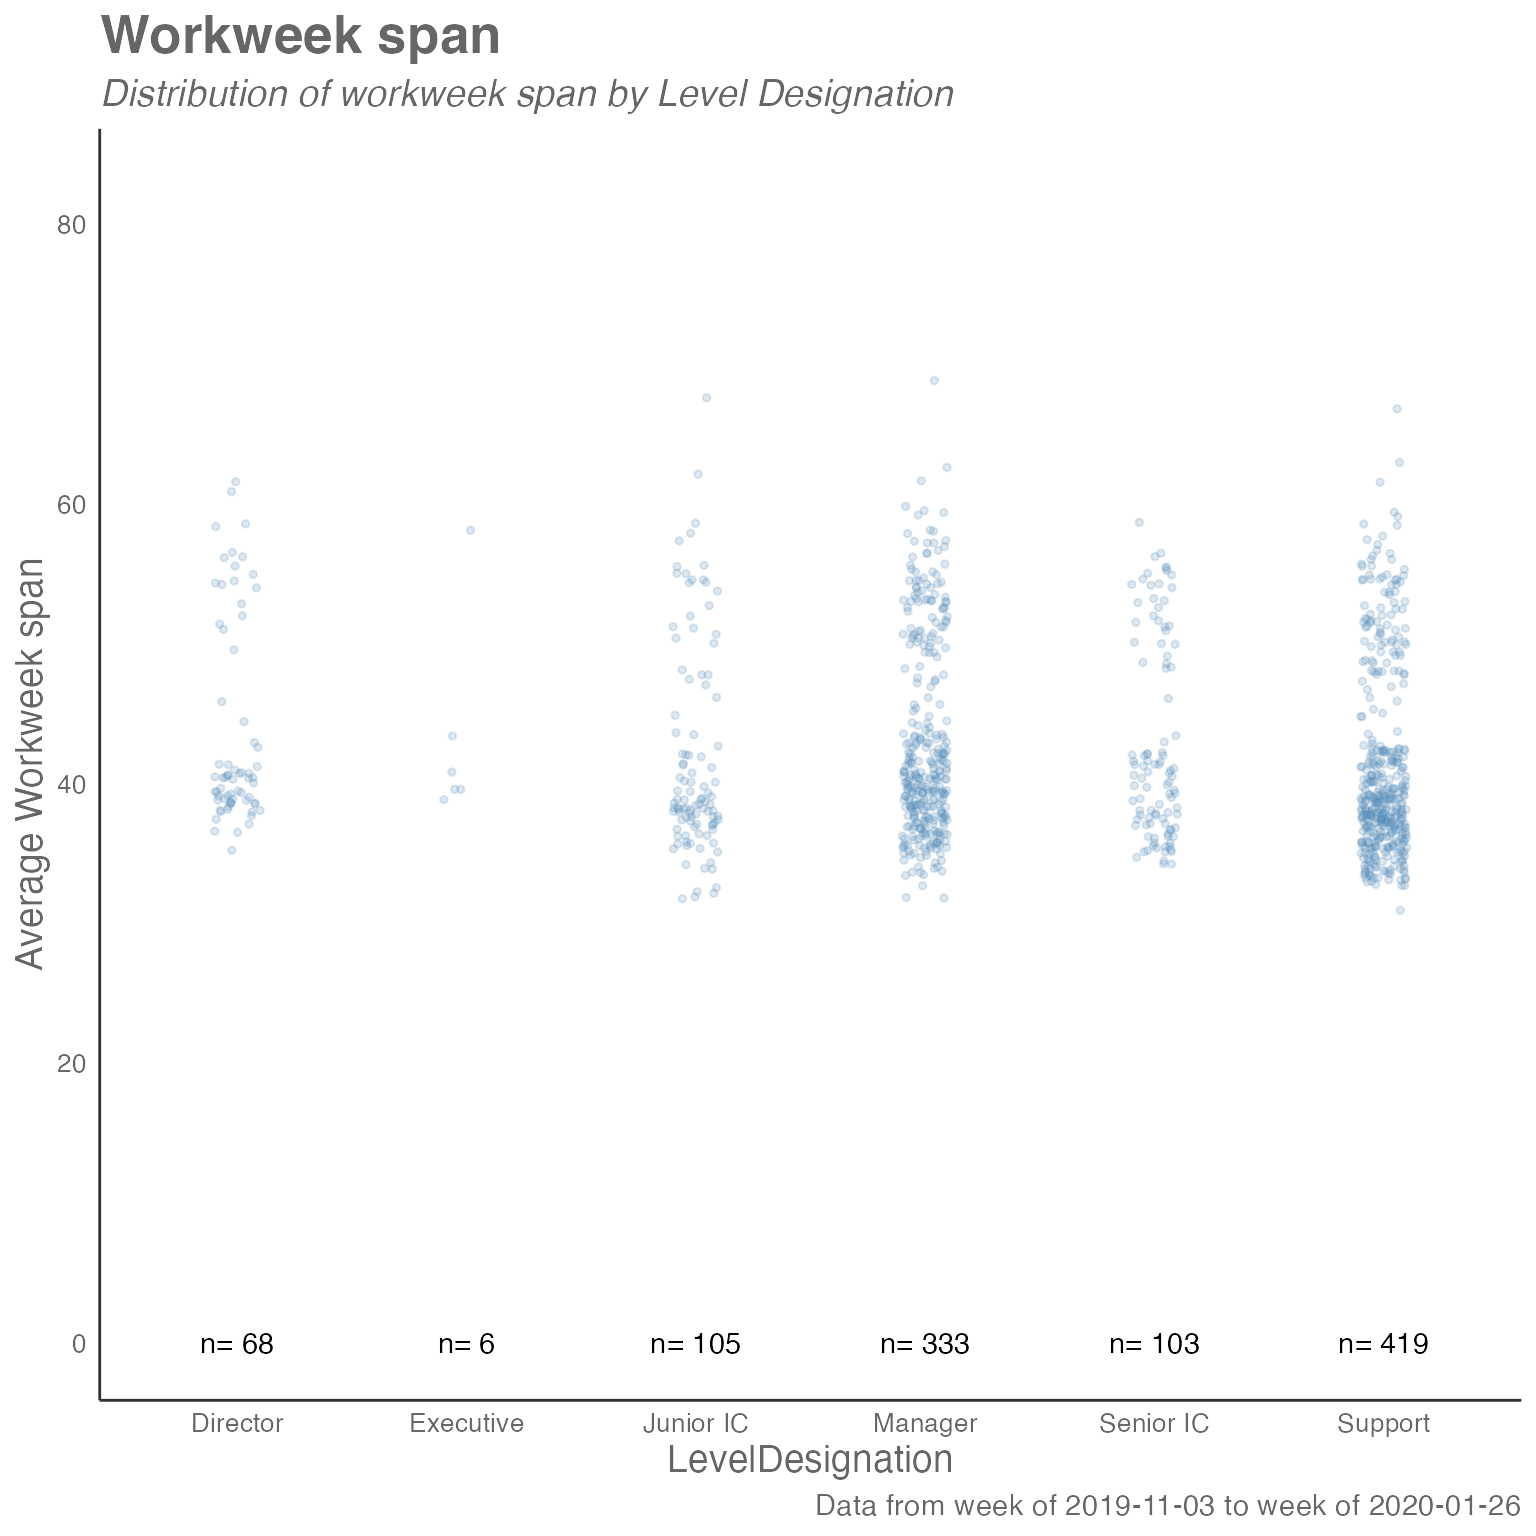 Workweek span
Distribution of workweek span by Level Designation
Average Workweek span
80
60
40
20
0
n= 68 n= 6 n= 105 n= 333 n= 103 n= 419
Director Executive Junior IC Manager Senior IC Support
LevelDesignation
Data from week of 2019-11-03 to week of 2020-01-26